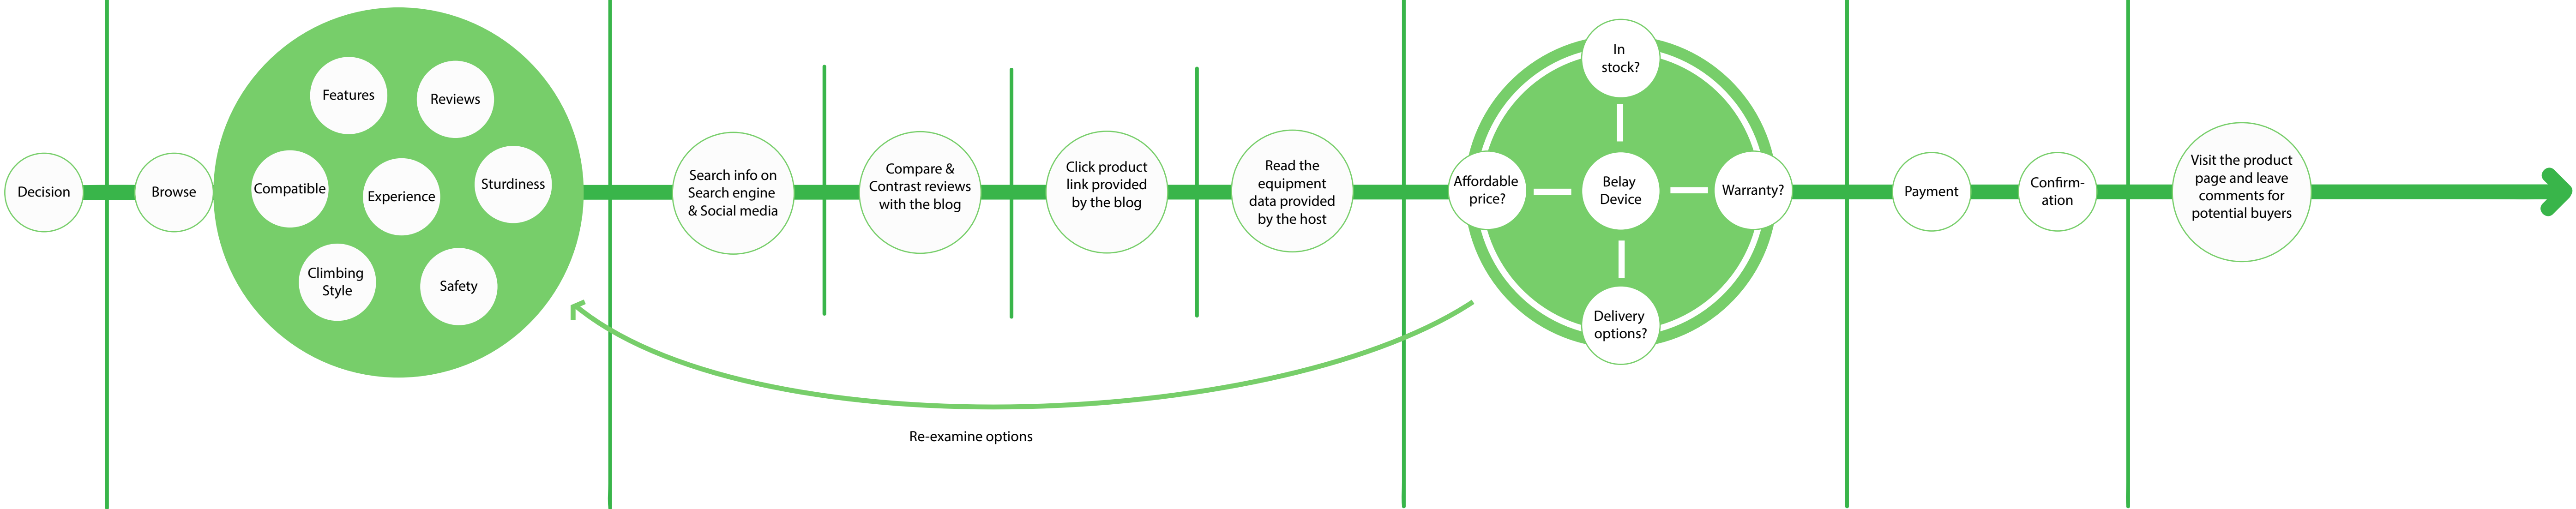 Decision
Browse
Features
Reviews
Compatible
Experience
Sturdiness
Climbing
Style
Safety
Search info on
Search engine
& Social media
Compare &
Contrast reviews
with the blog
Click product
link provided
by the blog
Read the
equipment
data provided
by the host
Re-examine options
In
stock?
Affordable
price?
Belay
Device
Warranty?
Delivery
options?
Payment
Confirm-
ation
Visit the product
page and leave
comments for
potential buyers